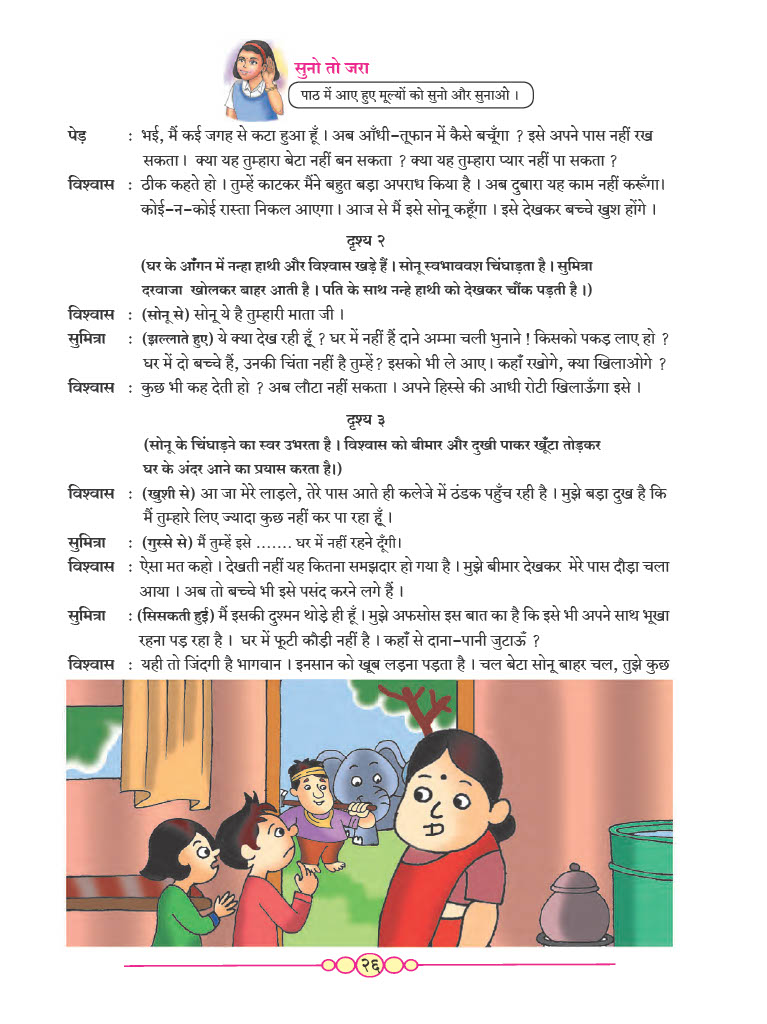 सुनो तो जरा
पाठ में आए हुए मूल्यों को सुनो और सुनाओ ।
पेड़ : भई, मैं कई जगह से कटा हुआ हूँ । अब आँधी-तूफान में कैसे बचूँगा ? इसे अपने पास नहीं रख
सकता । क्या यह तुम्हारा बेटा नहीं बन सकता ? क्या यह तुम्हारा प्यार नहीं पा सकता ?
विश्वास : ठीक कहते हो । तुम्हें काटकर मैंने बहुत बड़ा अपराध किया है । अब दुबारा यह काम नहीं करूँगा।
कोई-न-कोई रास्ता निकल आएगा । आज से मैं इसे सोनू कहूँगा । इसे देखकर बच्चे खुश होंगे ।
दृश्य २
(घर के आँगन में नन्हा हाथी और विश्वास खड़े हैं । सोनू स्वभाववश चिंघाड़ता है । सुमित्रा
दरवाजा खोलकर बाहर आती है । पति के साथ नन्हे हाथी को देखकर चौंक पड़ती है ।)
विश्वास : (सोनू से) सोनू ये है तुम्हारी माता जी ।
सुमित्रा : (झल्लाते हुए) ये क्या देख रही हूँ ? घर में नहीं हैं दाने अम्मा चली भुनाने ! किसको पकड़ लाए हो ?
घर में दो बच्चे हैं, उनकी चिंता नहीं है तुम्हें? इसको भी ले आए । कहाँ रखोगे, क्या खिलाओगे ?
विश्वास : कुछ भी कह देती हो ? अब लौटा नहीं सकता । अपने हिस्से की आधी रोटी खिलाऊँगा इसे ।
दृश्य ३
(सोनू के चिंघाड़ने का स्वर उभरता है । विश्वास को बीमार और दुखी पाकर खूँटा तोड़कर
घर के अंदर आने का प्रयास करता है।)
विश्वास : (खुशी से) आ जा मेरे लाड़ले, तेरे पास आते ही कलेजे में ठंडक पहुँच रही है । मुझे बड़ा दुख है कि
मैं तुम्हारे लिए ज्यादा कुछ नहीं कर पा रहा हूँ ।
सुमित्रा : (गुस्से से) मैं तुम्हें इसे ....... घर में नहीं रहने दूँगी।
विश्वास : ऐसा मत कहो । देखती नहीं यह कितना समझदार हो गया है । मुझे बीमार देखकर मेरे पास दौड़ा चला
आया । अब तो बच्चे भी इसे पसंद करने लगे हैं ।
सुमित्रा : (सिसकती हुई) मैं इसकी दुश्मन थोड़े ही हूँ । मुझे अफसोस इस बात का है कि इसे भी अपने साथ भूखा
रहना पड़ रहा है । घर में फूटी कौड़ी नहीं है । कहाँ से दाना-पानी जुटाऊँ ?
विश्वास : यही तो जिंदगी है भागवान । इनसान को खूब लड़ना पड़ता है । चल बेटा सोनू बाहर चल, तुझे कुछ
२६